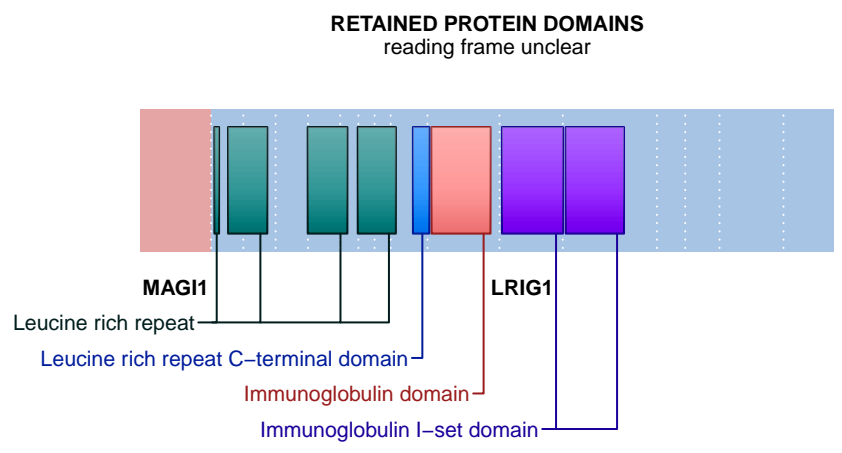 RETAINED PROTEIN DOMAINS
reading frame unclear
MAGI1
LRIG1
Leucine rich repeat
Leucine rich repeat C−terminal domain
Immunoglobulin domain
Immunoglobulin I−set domain